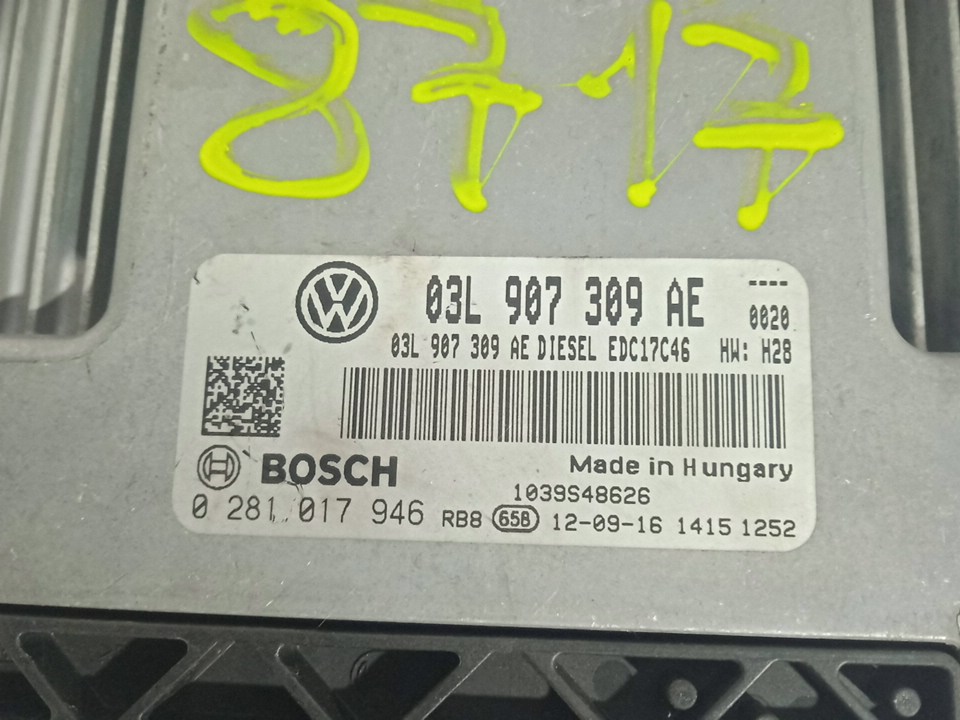 8717
03L 907 309 AE ----
0020
03L 907 309 AE DIESEL EDC17C46 HW: H28
BOSCH Made in Hungary
1039S48626
0 281 017 946 RB8 65B 12-09-16 1415 1252